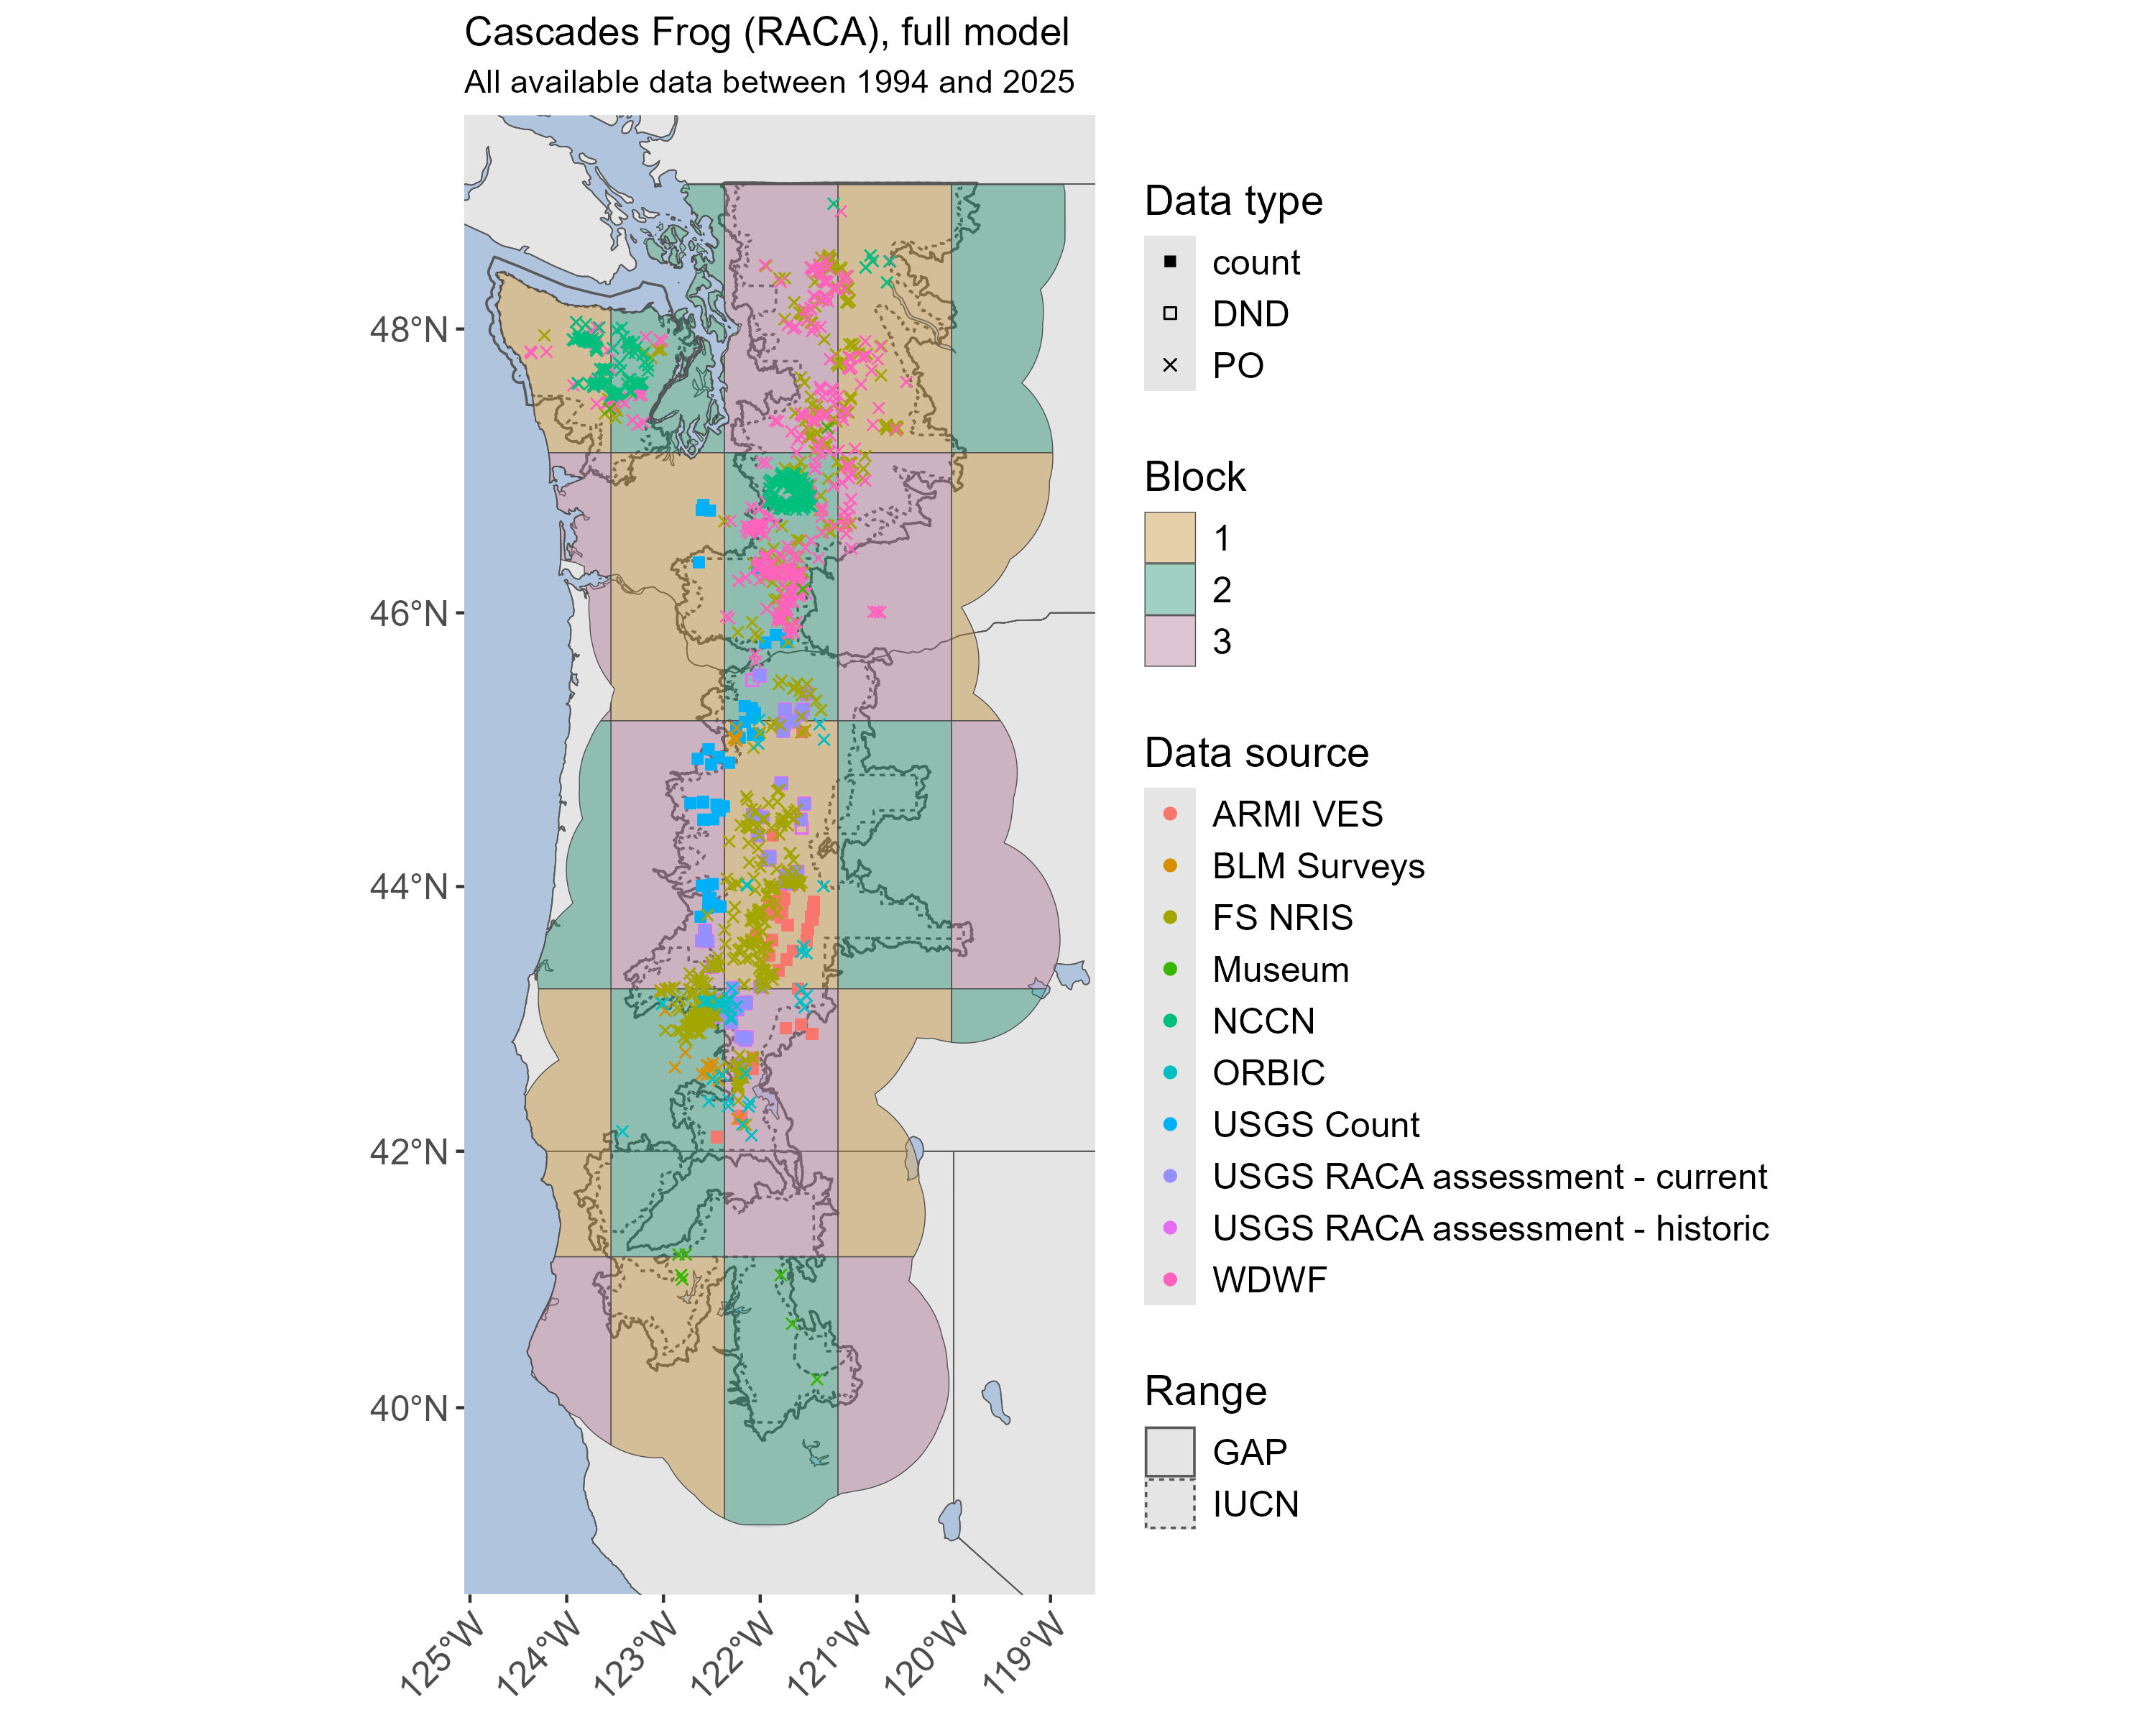 Cascades Frog (RACA), full model
All available data between 1994 and 2025
48°N
46°N
44°N
42°N
40°N
125°W
124°W
123°W
122°W
121°W
120°W
119°W
Data type
count
DND
PO
Block
1
2
3
Data source
ARMI VES
BLM Surveys
FS NRIS
Museum
NCCN
ORBIC
USGS Count
USGS RACA assessment - current
USGS RACA assessment - historic
WDWF
Range
GAP
IUCN